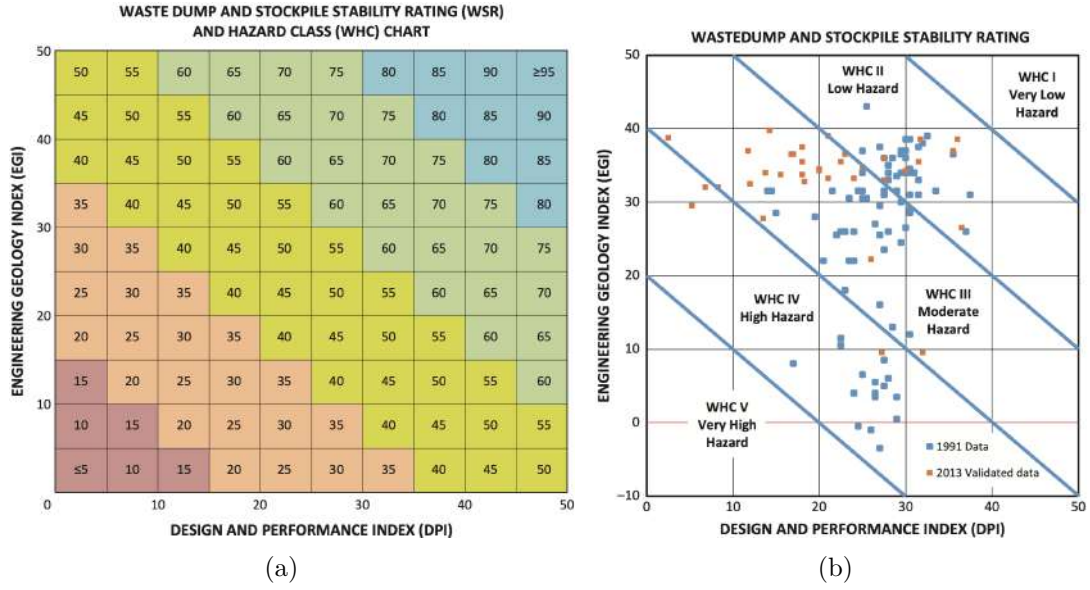 WASTE DUMP AND STOCKPILE STABILITY RATING (WSR)
AND HAZARD CLASS (WHC) CHART
ENGINEERING GEOLOGY INDEX (EGI)
50
40
30
20
10
50 55 60 65 70 75 80 85 90 ≥95
45 50 55 60 65 70 75 80 85 90
40 45 50 55 60 65 70 75 80 85
35 40 45 50 55 60 65 70 75 80
30 35 40 45 50 55 60 65 70 75
25 30 35 40 45 50 55 60 65 70
20 25 30 35 40 45 50 55 60 65
15 20 25 30 35 40 45 50 55 60
10 15 20 25 30 35 40 45 50 55
≤5 10 15 20 25 30 35 40 45 50
0 10 20 30 40 50
DESIGN AND PERFORMANCE INDEX (DPI)
(a)
WASTEDUMP AND STOCKPILE STABILITY RATING
ENGINEERING GEOLOGY INDEX (EGI)
50
40
30
20
10
0
−10
WHC II
Low Hazard
WHC I
Very Low
Hazard
WHC IV
High Hazard
WHC III
Moderate
Hazard
WHC V
Very High
Hazard
1991 Data
2013 Validated data
0 10 20 30 40 50
DESIGN AND PERFORMANCE INDEX (DPI)
(b)